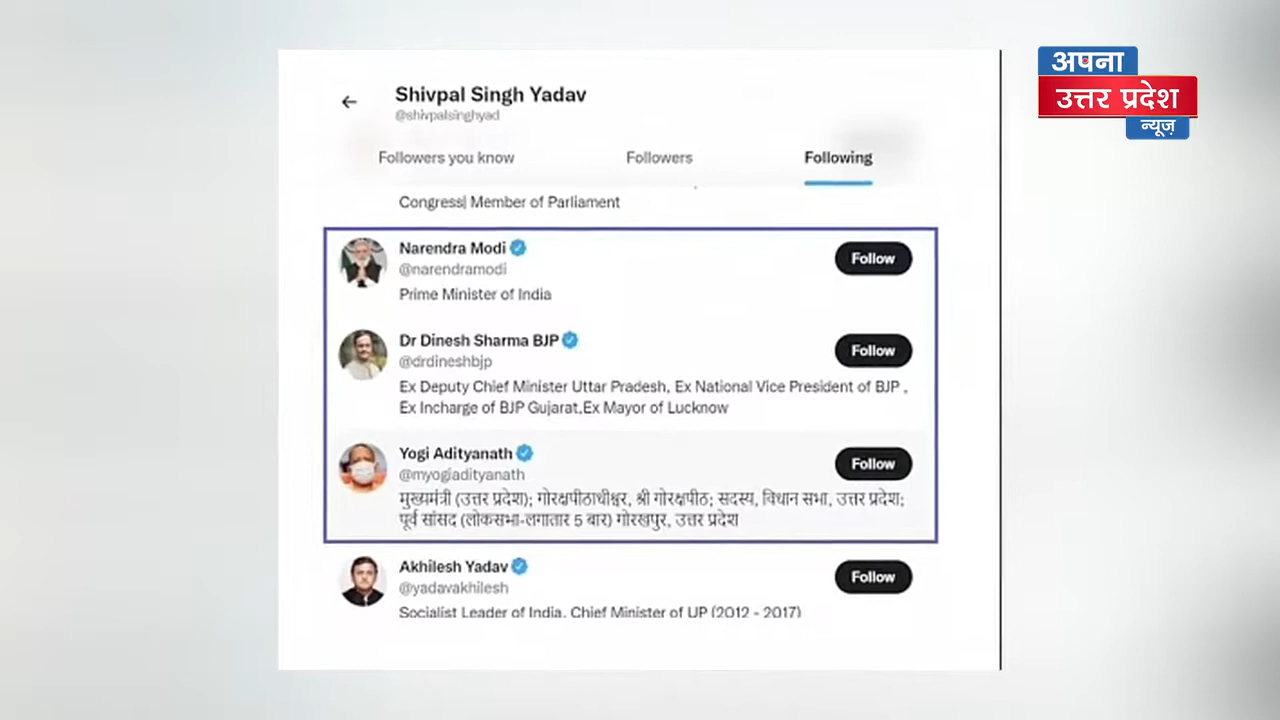 अपना
उत्तर प्रदेश
न्यूज़
Shivpal Singh Yadav
@shivpalsinghyad
Followers you know
Followers
Following
Congress| Member of Parliament
Narendra Modi
@narendramodi
Follow
Prime Minister of India
Dr Dinesh Sharma BJP
@drdineshbjp
Follow
Ex Deputy Chief Minister Uttar Pradesh, Ex National Vice President of BJP ,
Ex Incharge of BJP Gujarat,Ex Mayor of Lucknow
Yogi Adityanath
@myogiadityanath
Follow
मुख्यमंत्री (उत्तर प्रदेश); गोरक्षपीठाधीश्वर, श्री गोरक्षपीठ; सदस्य, विधान सभा, उत्तर प्रदेश;
पूर्व सांसद (लोकसभा-लगातार 5 बार) गोरखपुर, उत्तर प्रदेश
Akhilesh Yadav
@yadavakhilesh
Follow
Socialist Leader of India. Chief Minister of UP (2012 - 2017)